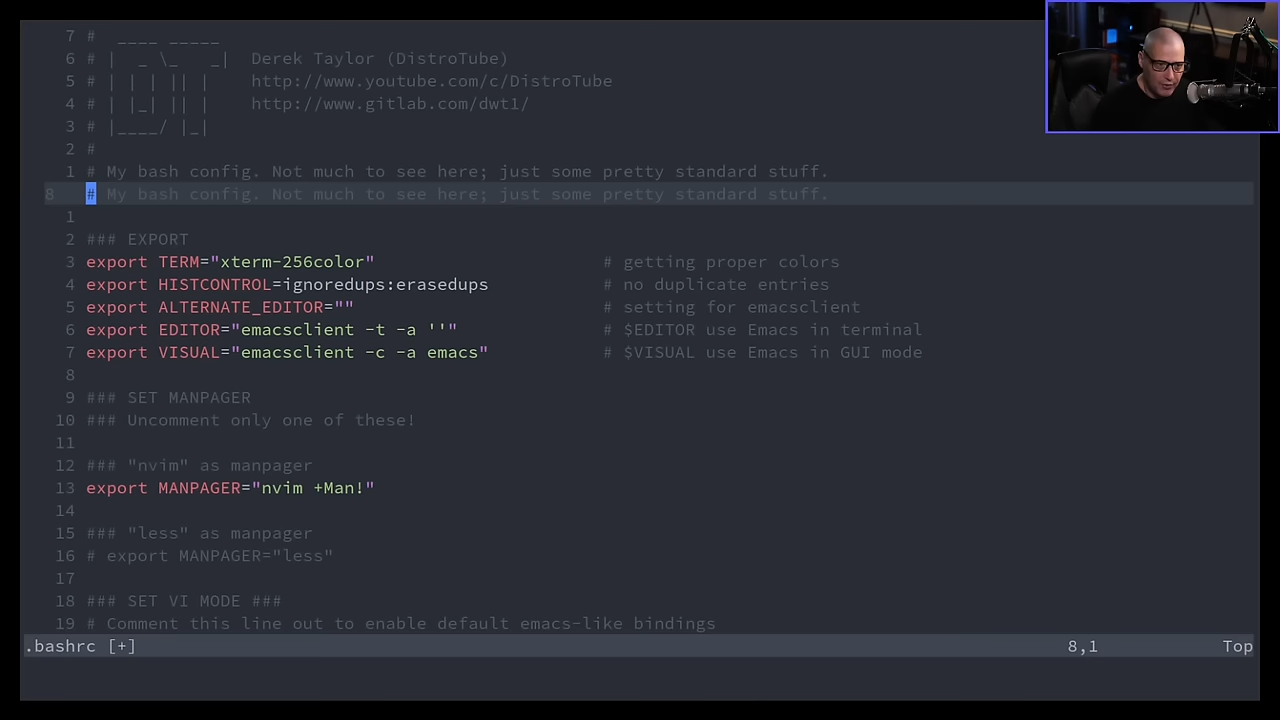 7 #  ____ _____
6 # |  _ \_   _|  Derek Taylor (DistroTube)
5 # | | | || |    http://www.youtube.com/c/DistroTube
4 # | |_| || |    http://www.gitlab.com/dwt1/
3 # |____/ |_|
2 #
1 # My bash config. Not much to see here; just some pretty standard stuff.
8 # My bash config. Not much to see here; just some pretty standard stuff.
1
2 ### EXPORT
3 export TERM="xterm-256color"                      # getting proper colors
4 export HISTCONTROL=ignoredups:erasedups           # no duplicate entries
5 export ALTERNATE_EDITOR=""                        # setting for emacsclient
6 export EDITOR="emacsclient -t -a ''"              # $EDITOR use Emacs in terminal
7 export VISUAL="emacsclient -c -a emacs"           # $VISUAL use Emacs in GUI mode
8
9 ### SET MANPAGER
10 ### Uncomment only one of these!
11
12 ### "nvim" as manpager
13 export MANPAGER="nvim +Man!"
14
15 ### "less" as manpager
16 # export MANPAGER="less"
17
18 ### SET VI MODE ###
19 # Comment this line out to enable default emacs-like bindings
.bashrc [+] 8,1 Top